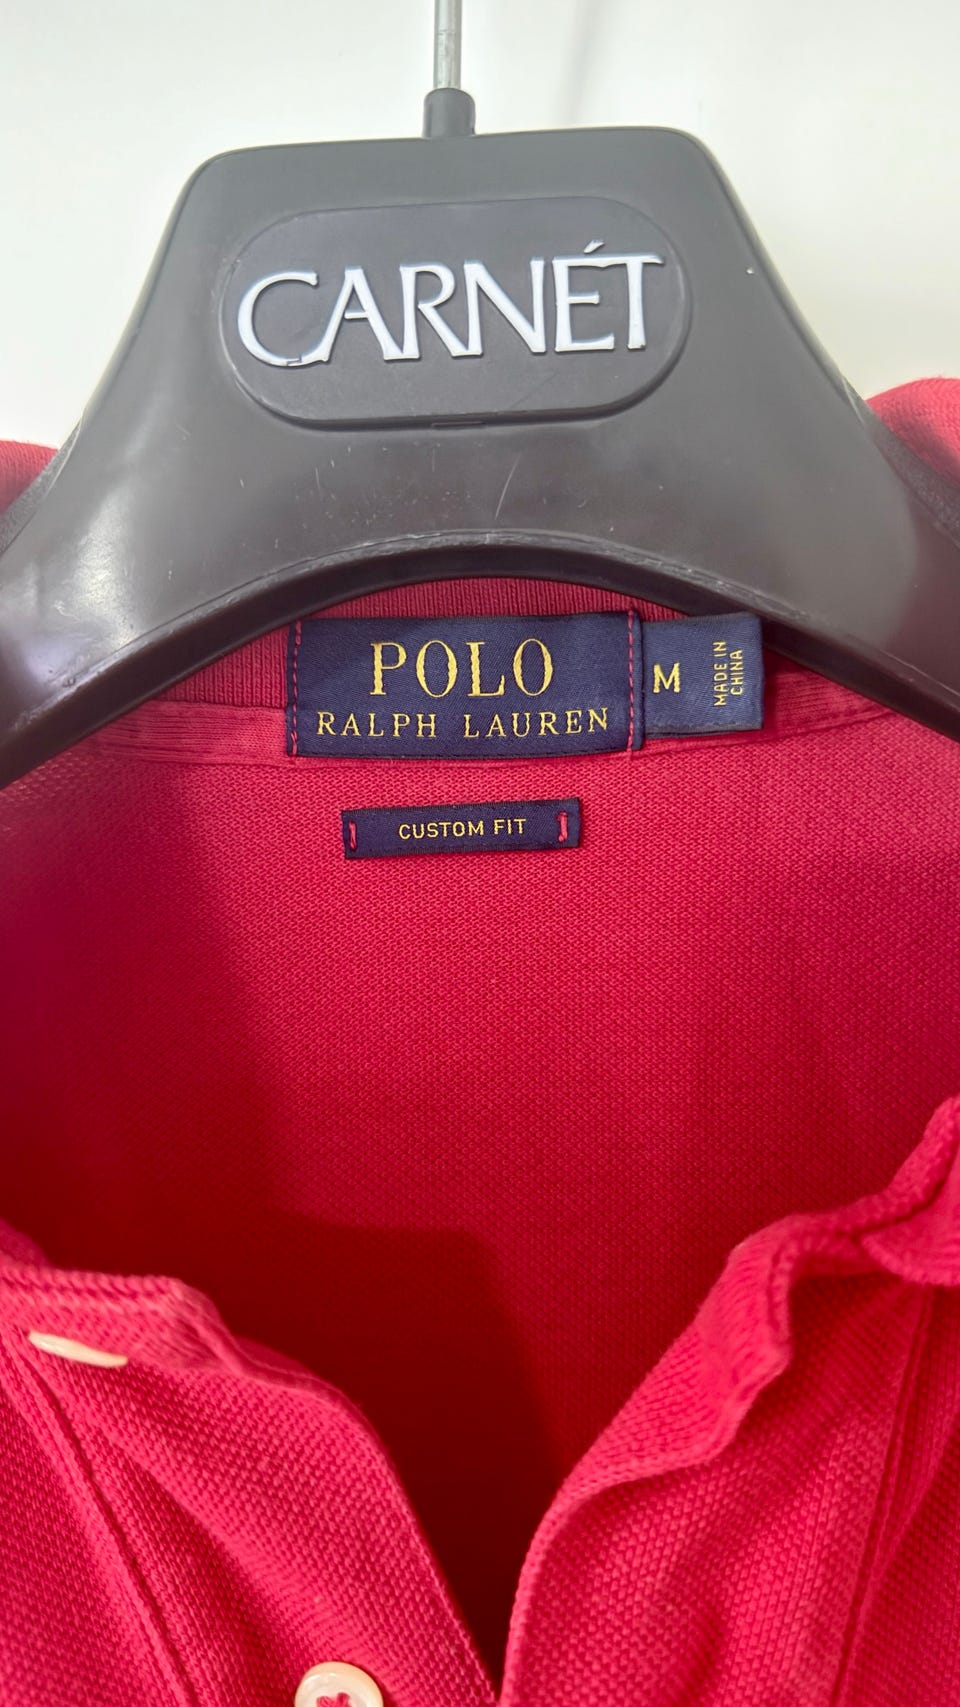 CARNÉT
POLO
RALPH LAUREN
M
MADE IN
CHINA
CUSTOM FIT